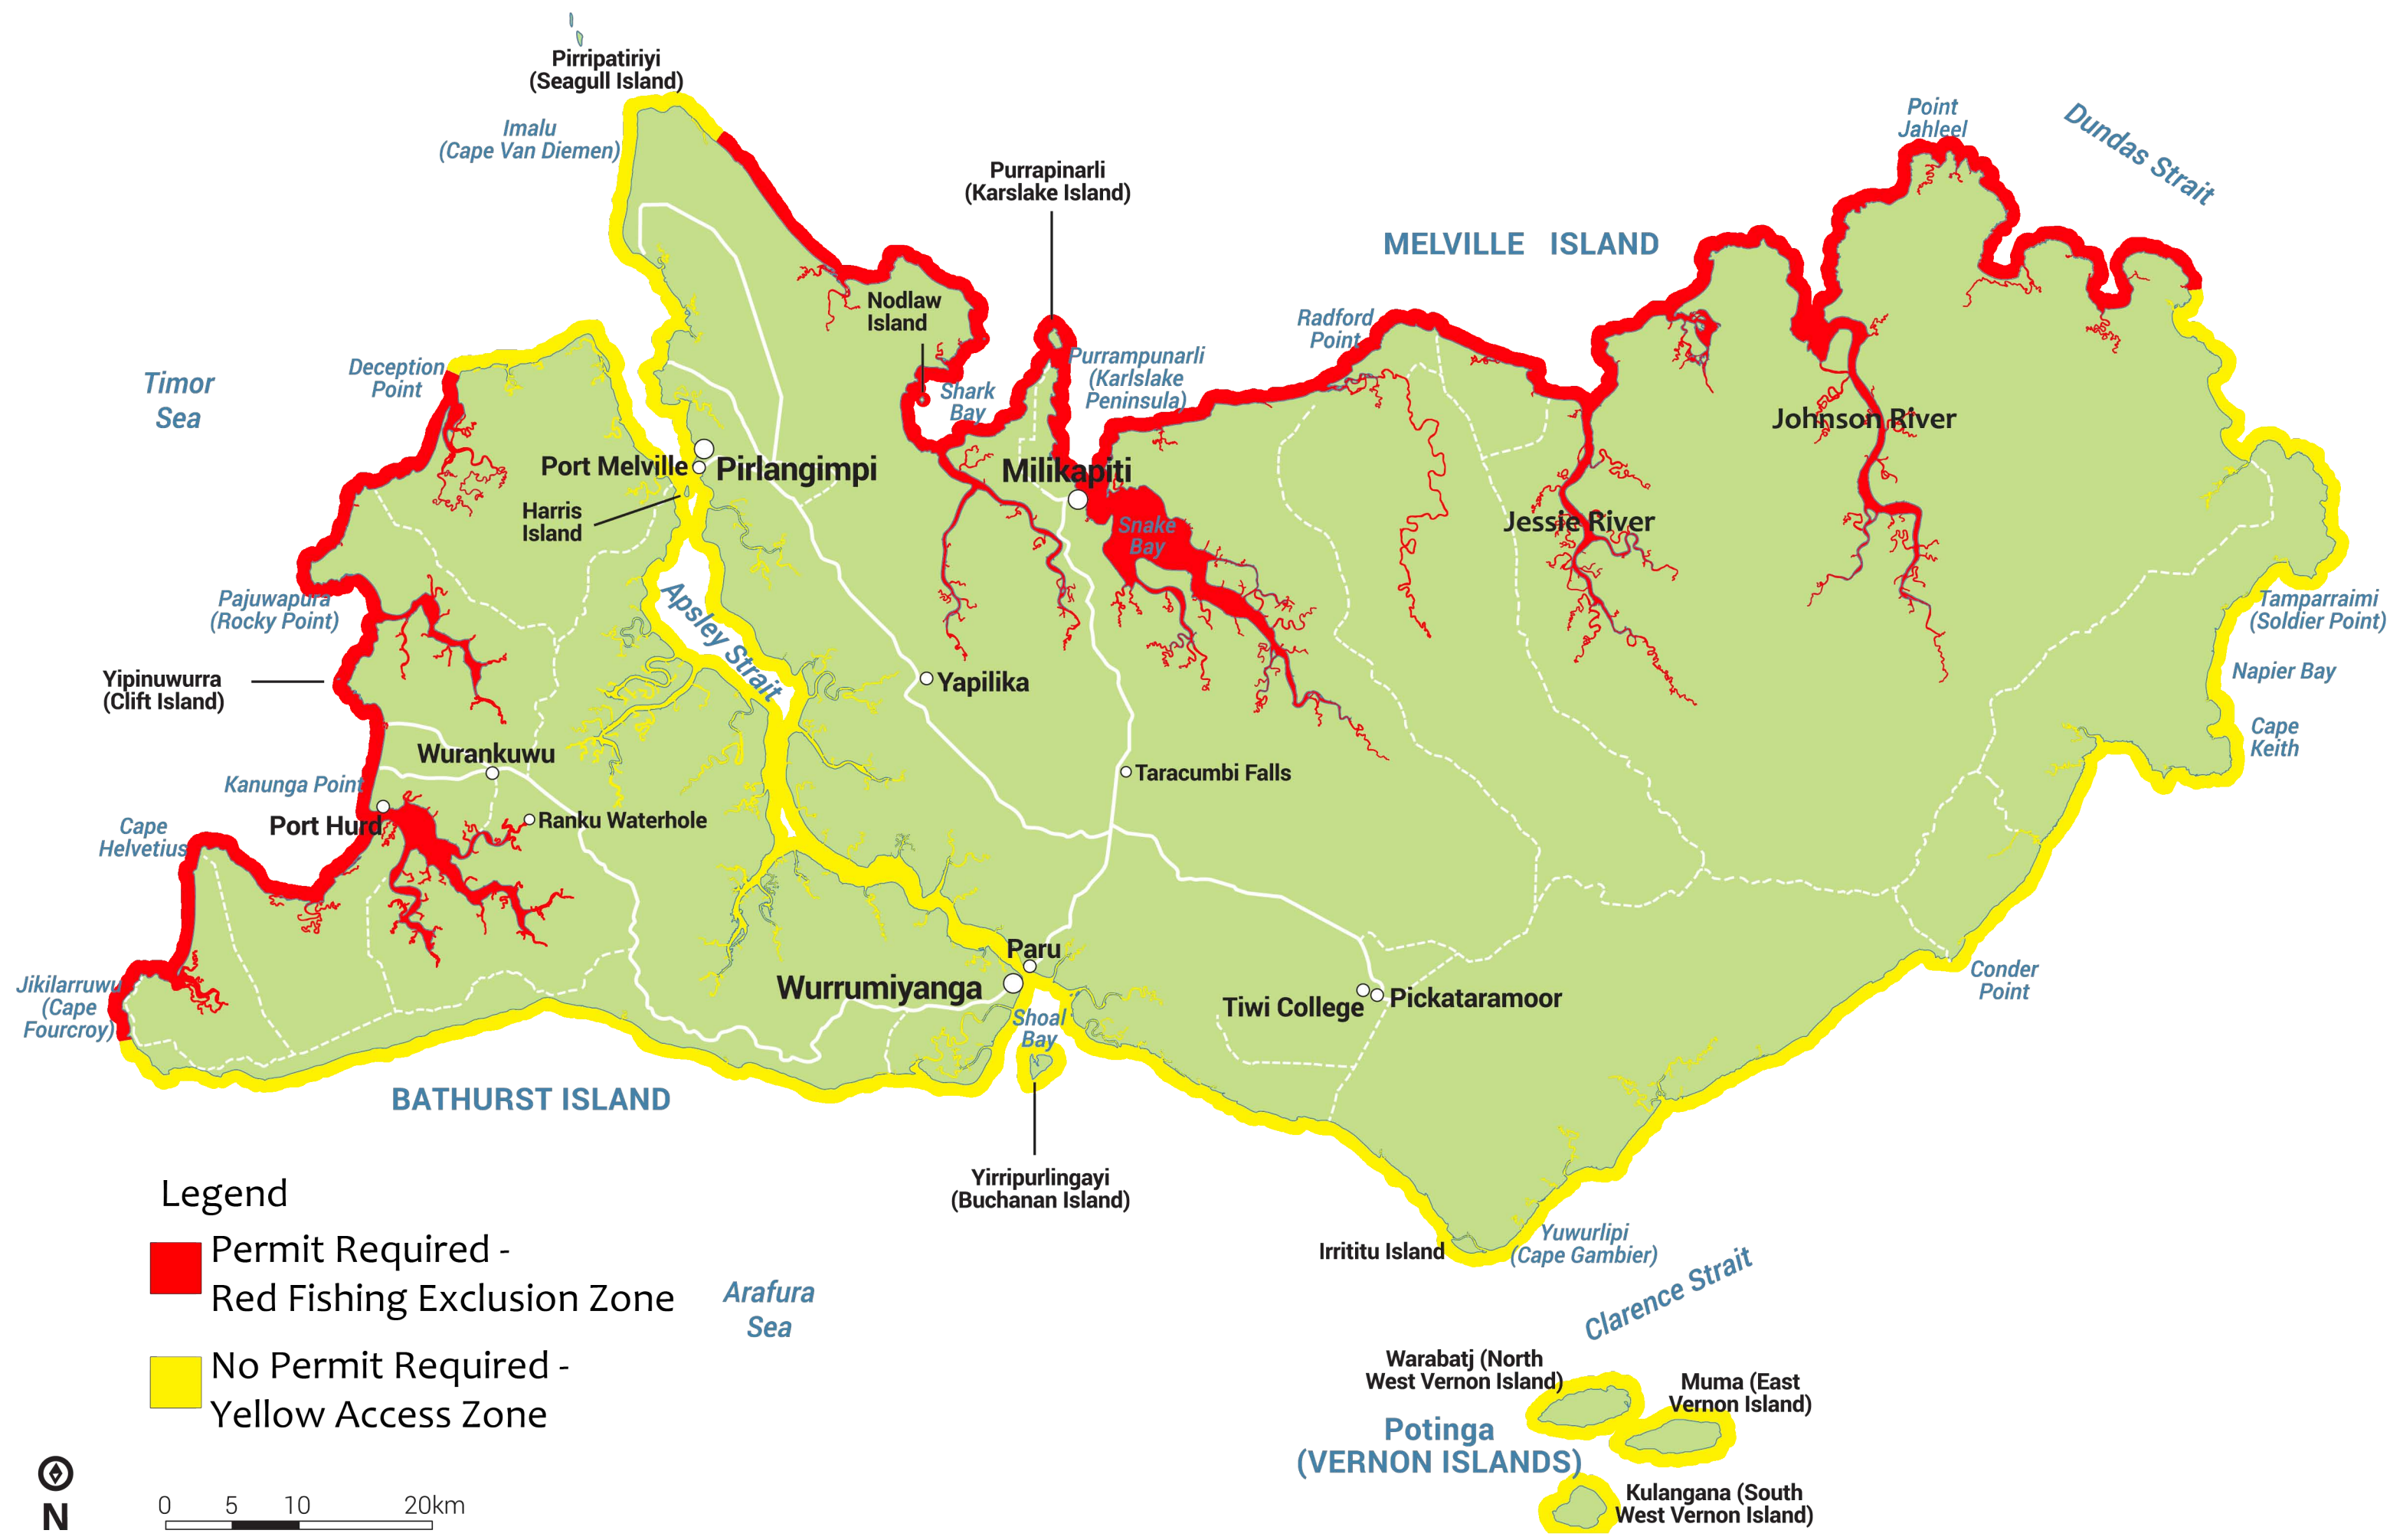 Pirripatiriyi
(Seagull Island)
Imalu
(Cape Van Diemen)
Point
Jahleel
Dundas Strait
Purrapinarli
(Karslake Island)
MELVILLE ISLAND
Nodlaw
Island
Radford
Point
Purrampunarli
(Karlslake
Peninsula)
Deception
Point
Timor
Sea
Shark
Bay
Johnson River
Port Melville
Pirlangimpi
Milikapiti
Harris
Island
Snake
Bay
Jessie River
Pajuwapura
(Rocky Point)
Apsley Strait
Tamparraimi
(Soldier Point)
Yipinuwurra
(Clift Island)
Yapilika
Napier Bay
Cape
Keith
Wurankuwu
Kanunga Point
Taracumbi Falls
Port Hurd
Ranku Waterhole
Cape
Helvetius
Paru
Wurrumiyanga
Jikilarruwu
(Cape
Fourcroy)
Tiwi College
Pickataramoor
Conder
Point
Shoal
Bay
BATHURST ISLAND
Yirripurlingayi
(Buchanan Island)
Irrititu Island
Yuwurlipi
(Cape Gambier)
Clarence Strait
Legend
Permit Required -
Red Fishing Exclusion Zone
No Permit Required -
Yellow Access Zone
Arafura
Sea
Warabatj (North
West Vernon Island)
Muma (East
Vernon Island)
Potinga
(VERNON ISLANDS)
Kulangana (South
West Vernon Island)
N
0 5 10 20km